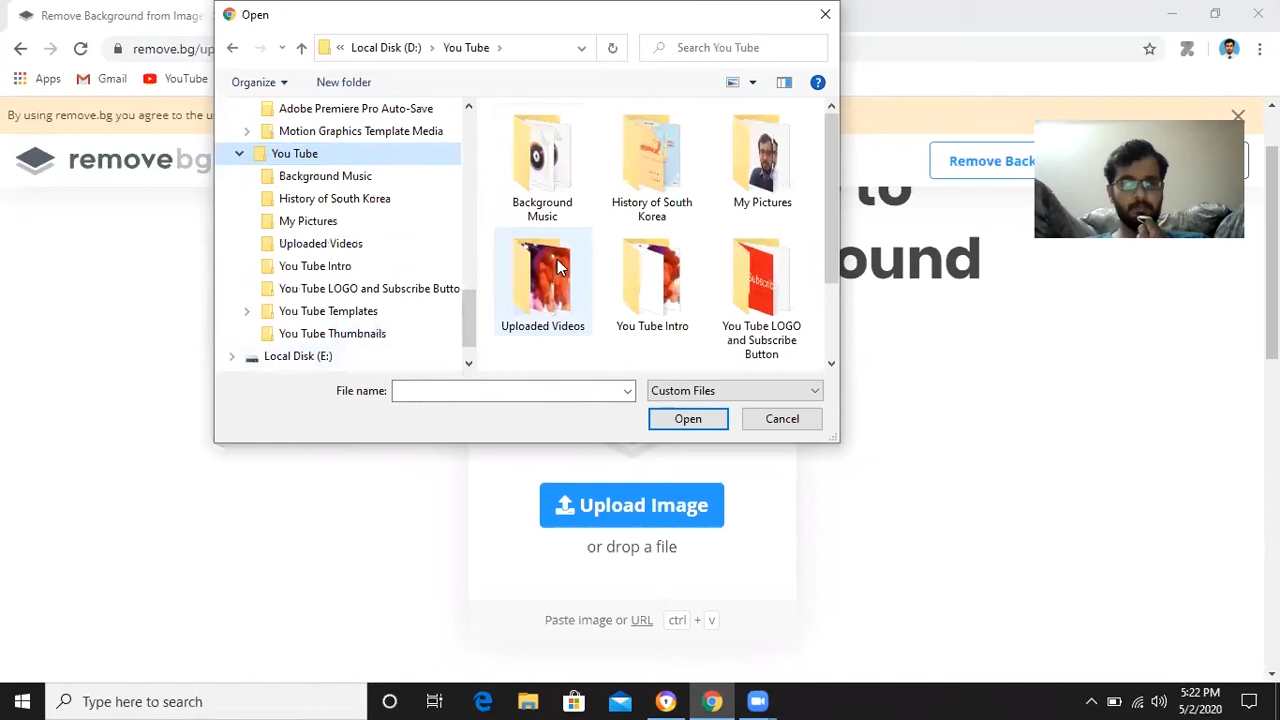 Remove Background from Image
Open
remove.bg/up
Local Disk (D:)
You Tube
Search You Tube
Apps
Gmail
YouTube
Organize
New folder
By using remove.bg you agree to the u
Adobe Premiere Pro Auto-Save
Motion Graphics Template Media
You Tube
Background Music
History of South Korea
My Pictures
Uploaded Videos
You Tube Intro
You Tube LOGO and Subscribe Butto
You Tube Templates
You Tube Thumbnails
Local Disk (E:)
Background
Music
History of South
Korea
My Pictures
Uploaded Videos
You Tube Intro
Subscribe
You Tube LOGO
and Subscribe
Button
File name:
Custom Files
Open
Cancel
removebg
Remove Back
to
ound
Upload Image
or drop a file
Paste image or URL ctrl + v
Type here to search
5:22 PM
5/2/2020